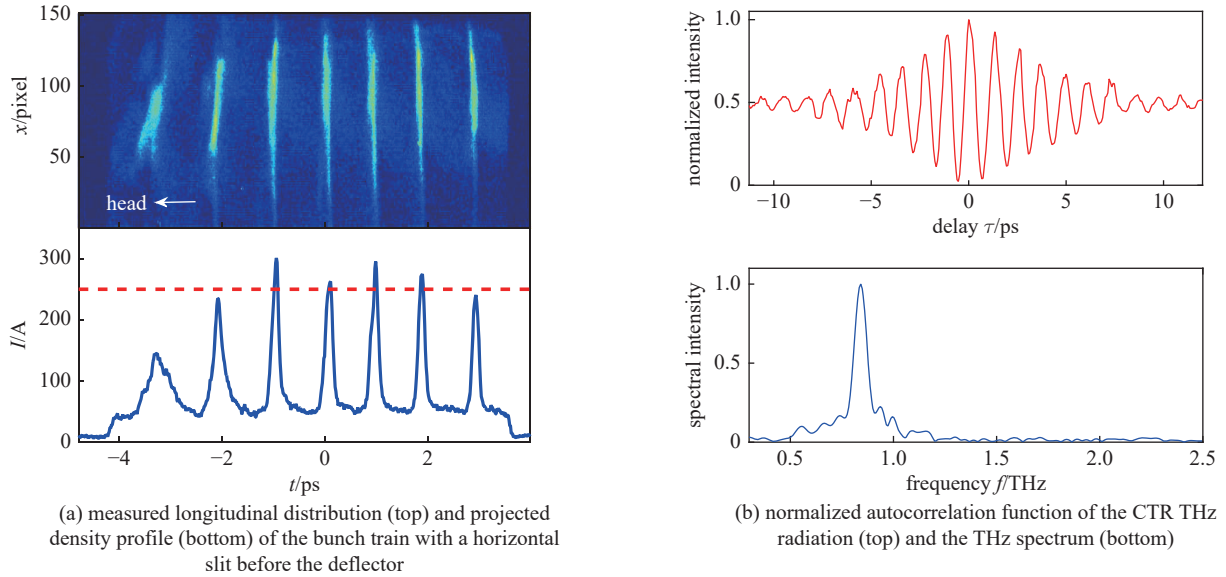 150
100
50
x/pixel
head
300
200
100
0
I/A
−4
−2
0
2
t/ps
(a) measured longitudinal distribution (top) and projected
density profile (bottom) of the bunch train with a horizontal
slit before the deflector
1.0
0.5
0
normalized intensity
−10
−5
0
5
10
delay τ/ps
1.0
0.5
0
spectral intensity
0.5
1.0
1.5
2.0
2.5
frequency f/THz
(b) normalized autocorrelation function of the CTR THz
radiation (top) and the THz spectrum (bottom)